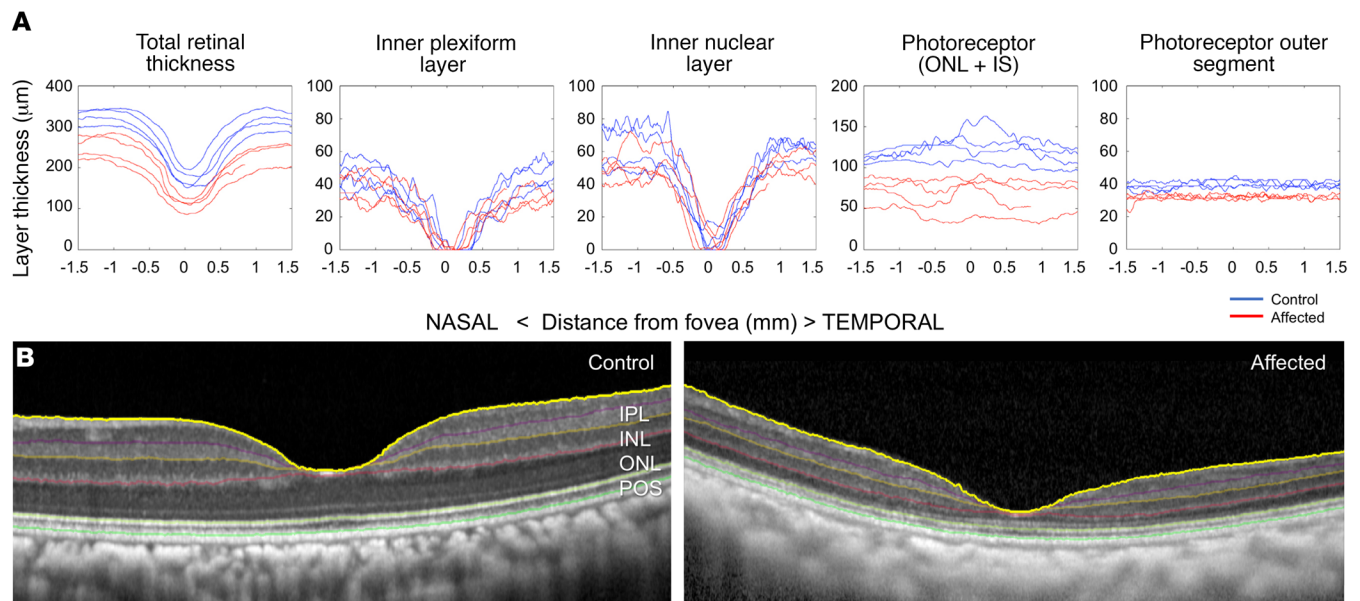 A
Total retinal
thickness
Inner plexiform
layer
Inner nuclear
layer
Photoreceptor
(ONL + IS)
Photoreceptor outer
segment
Layer thickness (μm)
400
300
200
100
0
-1.5 -1 -0.5 0 0.5 1 1.5
100
80
60
40
20
0
-1.5 -1 -0.5 0 0.5 1 1.5
100
80
60
40
20
0
-1.5 -1 -0.5 0 0.5 1 1.5
200
150
100
50
0
-1.5 -1 -0.5 0 0.5 1 1.5
100
80
60
40
20
0
-1.5 -1 -0.5 0 0.5 1 1.5
Control
Affected
NASAL < Distance from fovea (mm) > TEMPORAL
B
Control
IPL
INL
ONL
POS
Affected